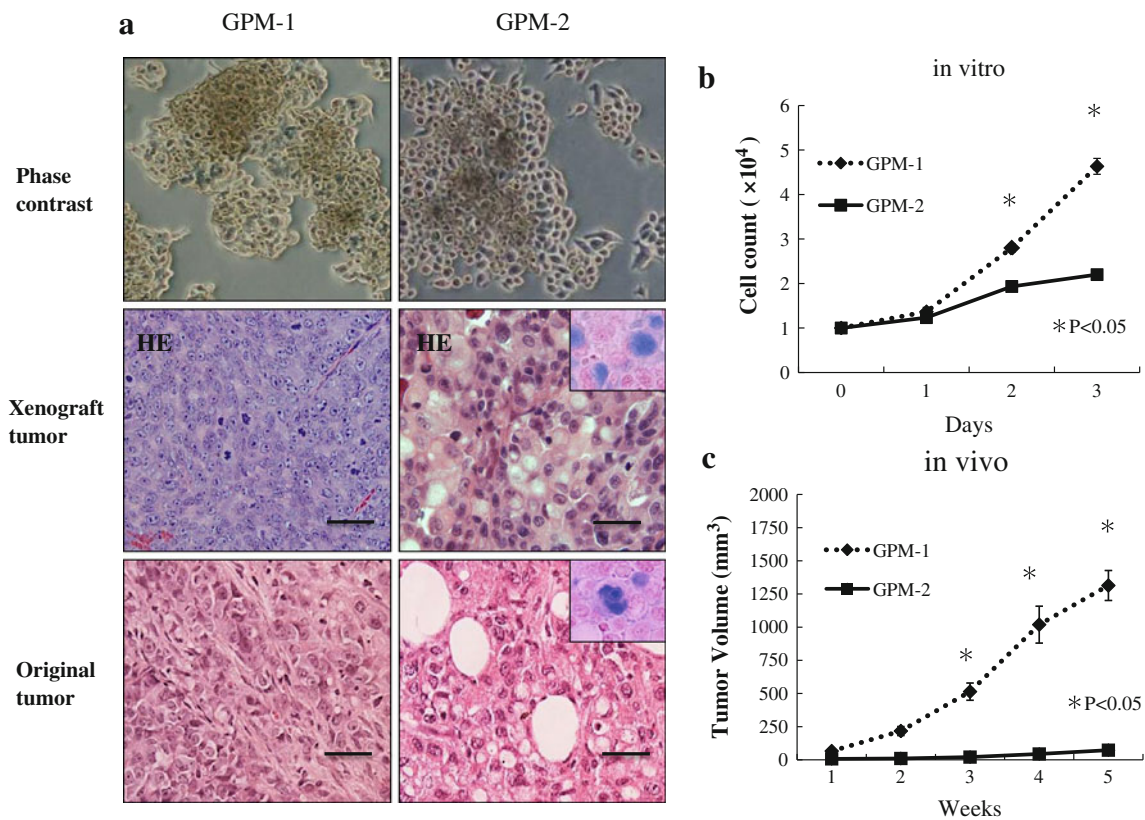 a
GPM-1
GPM-2
Phase
contrast
HE
HE
Xenograft
tumor
Original
tumor
b
in vitro
Cell count ( ×10⁴)
6
5
4
3
2
1
0
0
1
2
3
Days
GPM-1
GPM-2
*
*
*P<0.05
c
in vivo
Tumor Volume (mm³)
2000
1750
1500
1250
1000
750
500
250
0
1
2
3
4
5
Weeks
GPM-1
GPM-2
*
*
*
*P<0.05